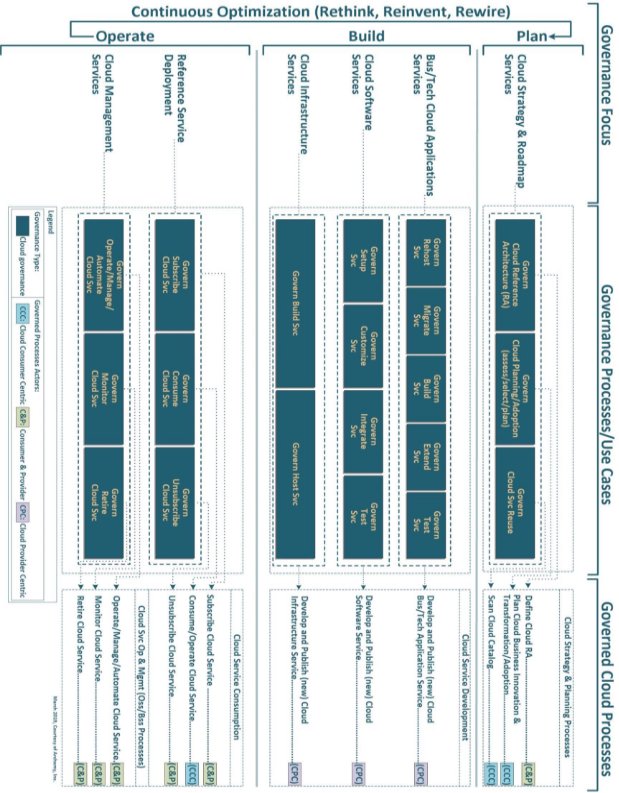 Continuous Optimization (Rethink, Reinvent, Rewire)
Governance Focus
Governance Processes/Use Cases
Governed Cloud Processes
Plan
Cloud Strategy & Roadmap
Services
Govern
Cloud Reference
Architecture (RA)
Govern
Cloud Planning/Adoption
(assess/select/plan)
Govern
Cloud Svc Reuse
Cloud Strategy & Planning Processes
Define Cloud RA (C&P)
Plan Cloud Business Innovation &
Transformation/Adoption (CCC)
Scan Cloud Catalog (CCC)
Build
Bus/Tech Cloud Applications
Services
Govern
Rehost
Svc
Govern
Migrate
Svc
Govern
Build
Svc
Govern
Extend
Svc
Govern
Test
Svc
Cloud Service Development
Develop and Publish (new) Cloud
Bus/Tech Application Service (CPC)
Cloud Software
Services
Govern
Setup
Svc
Govern
Customize
Svc
Govern
Integrate
Svc
Govern
Test
Svc
Develop and Publish (new) Cloud
Software Service (CPC)
Cloud Infrastructure
Services
Govern Build Svc
Govern Host Svc
Develop and Publish (new) Cloud
Infrastructure Service (CPC)
Operate
Reference Service
Deployment
Govern
Subscribe
Cloud Svc
Govern
Consume
Cloud Svc
Govern
Unsubscribe
Cloud Svc
Cloud Service Consumption
Subscribe Cloud Service (C&P)
Consume/Operate Cloud Service (CCC)
Unsubscribe Cloud Service (C&P)
Cloud Management
Services
Govern
Operate/Manage/
Automate
Cloud Svc
Govern
Monitor
Cloud Svc
Govern
Retire
Cloud Svc
Cloud Svc Op & Mgmt (Oss/Bss Processes)
Operate/Manage/Automate Cloud Service (C&P)
Monitor Cloud Service (C&P)
Retire Cloud Service (C&P)
Legend
Governance Type:
Cloud governance
Governed Processes Actors:
CCC: Cloud Consumer Centric
C&P: Consumer & Provider
CPC: Cloud Provider Centric